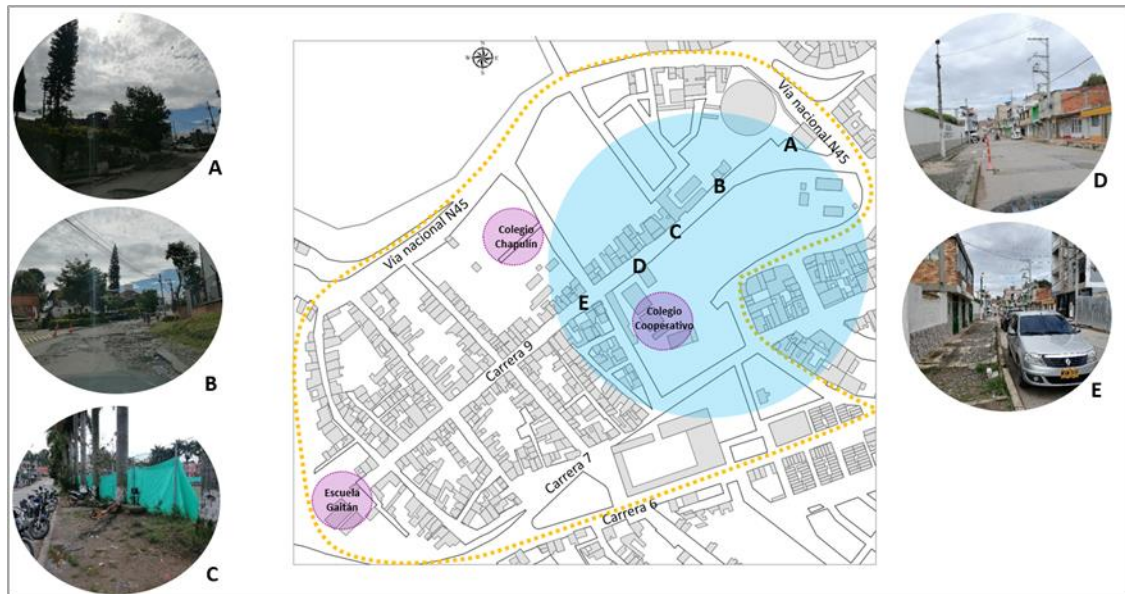 A
B
C
Vía nacional N45
A
B
C
D
E
Colegio
Chapulín
Vía nacional N45
Colegio
Cooperativo
Carrera 9
Carrera 7
Carrera 6
Escuela
Gaitán
D
E